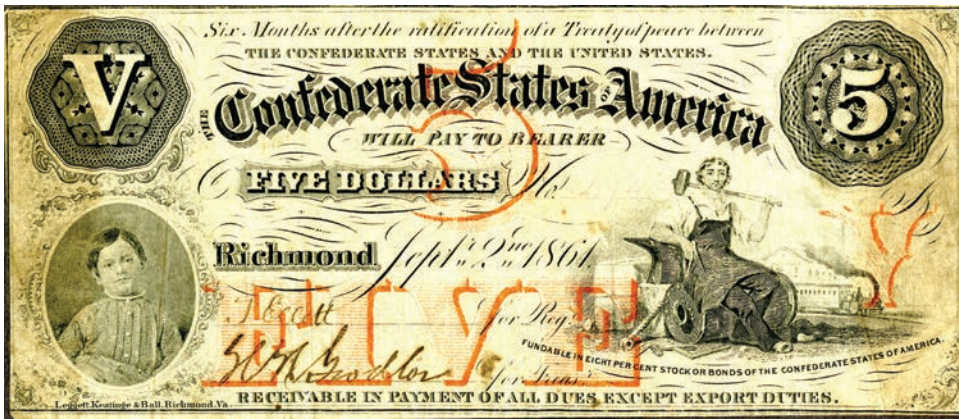 Six Months after the ratification of a Treaty of peace between
THE CONFEDERATE STATES AND THE UNITED STATES.
V
5
5
THE Confederate States OF America
WILL PAY TO BEARER
FIVE DOLLARS No.
Richmond Sept.r 2nd 1861
V
FIVE
for Reg.r
for Treas.r
FUNDABLE IN EIGHT PER CENT STOCK OR BONDS OF THE CONFEDERATE STATES OF AMERICA.
Leggett, Keatinge & Ball, Richmond, Va
RECEIVABLE IN PAYMENT OF ALL DUES EXCEPT EXPORT DUTIES.